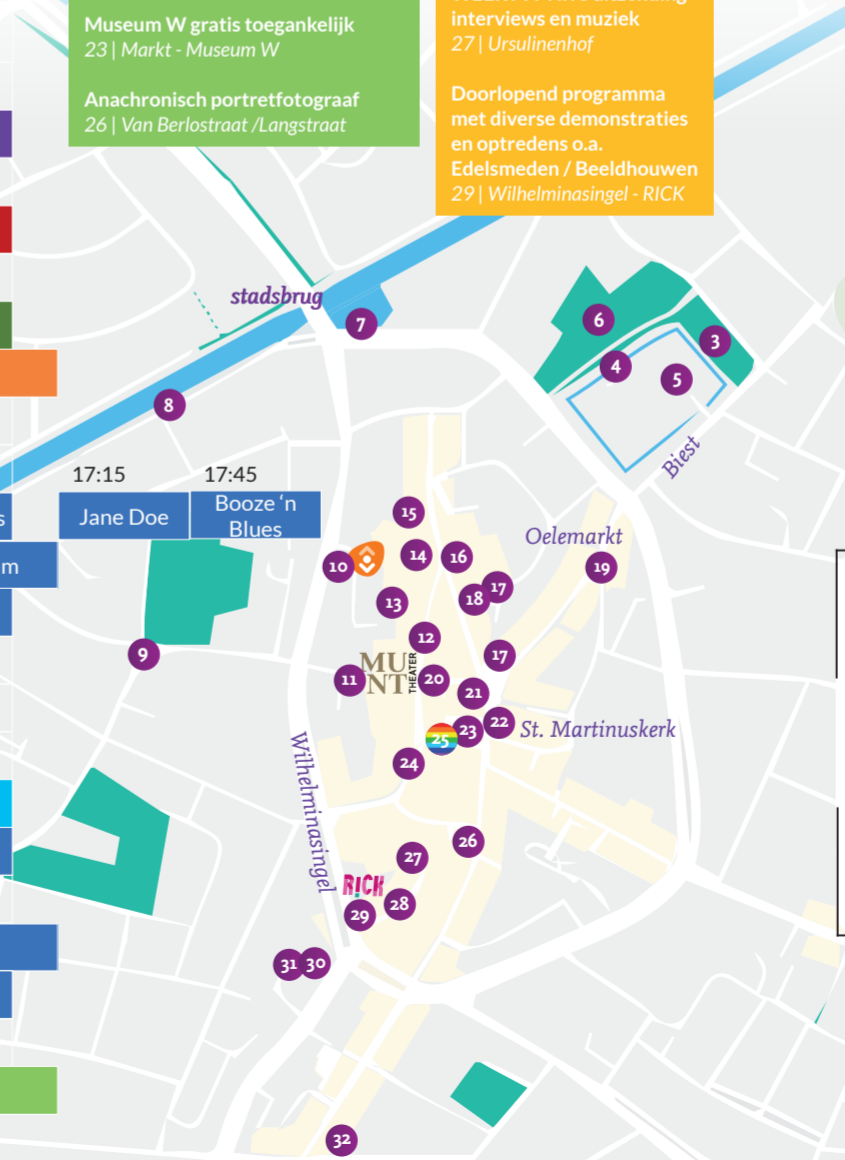 Museum W gratis toegankelijk
23 | Markt - Museum W
Anachronisch portretfotograaf
26 | Van Berlostraat /Langstraat
interviews en muziek
27 | Ursulinenhof
Doorlopend programma
met diverse demonstraties
en optredens o.a.
Edelsmeden / Beeldhouwen
29 | Wilhelminasingel - RICK
stadsbrug
7
6
3
4
5
8
Biest
17:15
17:45
Jane Doe
Booze ‘n
Blues
s
m
15
Oelemarkt
14
16
10
19
17
18
13
12
9
17
MU
NT
THEATER
11
20
21
22
23
St. Martinuskerk
25
24
Wilhelminasingel
26
27
RICK
28
29
31
30
32